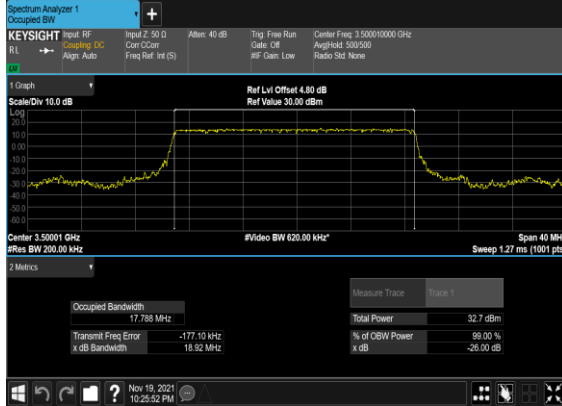 Spectrum Analyzer 1
Occupied BW
+
KEYSIGHT
RL
Input: RF
Coupling: DC
Align: Auto
Input Z: 50 Ω
Corr CCorr
Freq Ref: Int (S)
Atten: 40 dB
Trig: Free Run
Gate: Off
#IF Gain: Low
Center Freq: 3.500010000 GHz
Avg|Hold: 500/500
Radio Std: None
1 Graph
Scale/Div 10.0 dB
Ref Lvl Offset 4.80 dB
Ref Value 30.00 dBm
Log
20.0
10.0
0.00
-10.0
-20.0
-30.0
-40.0
-50.0
-60.0
Center 3.50001 GHz
#Res BW 200.00 kHz
#Video BW 620.00 kHz*
Span 40 MH
Sweep 1.27 ms (1001 pts
2 Metrics
Measure Trace
Trace 1
Occupied Bandwidth
17.788 MHz
Total Power
32.7 dBm
Transmit Freq Error
-177.10 kHz
% of OBW Power
99.00 %
x dB Bandwidth
18.92 MHz
x dB
-26.00 dB
?
Nov 19, 2021
10:25:52 PM